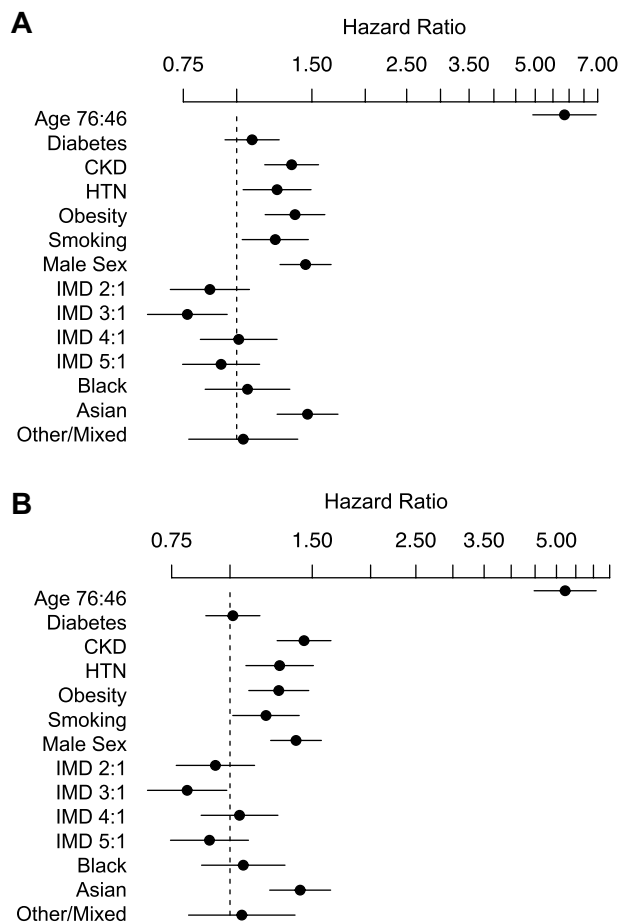 A
Hazard Ratio
0.75 1.50 2.50 3.50 5.00 7.00
Age 76:46
Diabetes
CKD
HTN
Obesity
Smoking
Male Sex
IMD 2:1
IMD 3:1
IMD 4:1
IMD 5:1
Black
Asian
Other/Mixed
B
Hazard Ratio
0.75 1.50 2.50 3.50 5.00
Age 76:46
Diabetes
CKD
HTN
Obesity
Smoking
Male Sex
IMD 2:1
IMD 3:1
IMD 4:1
IMD 5:1
Black
Asian
Other/Mixed